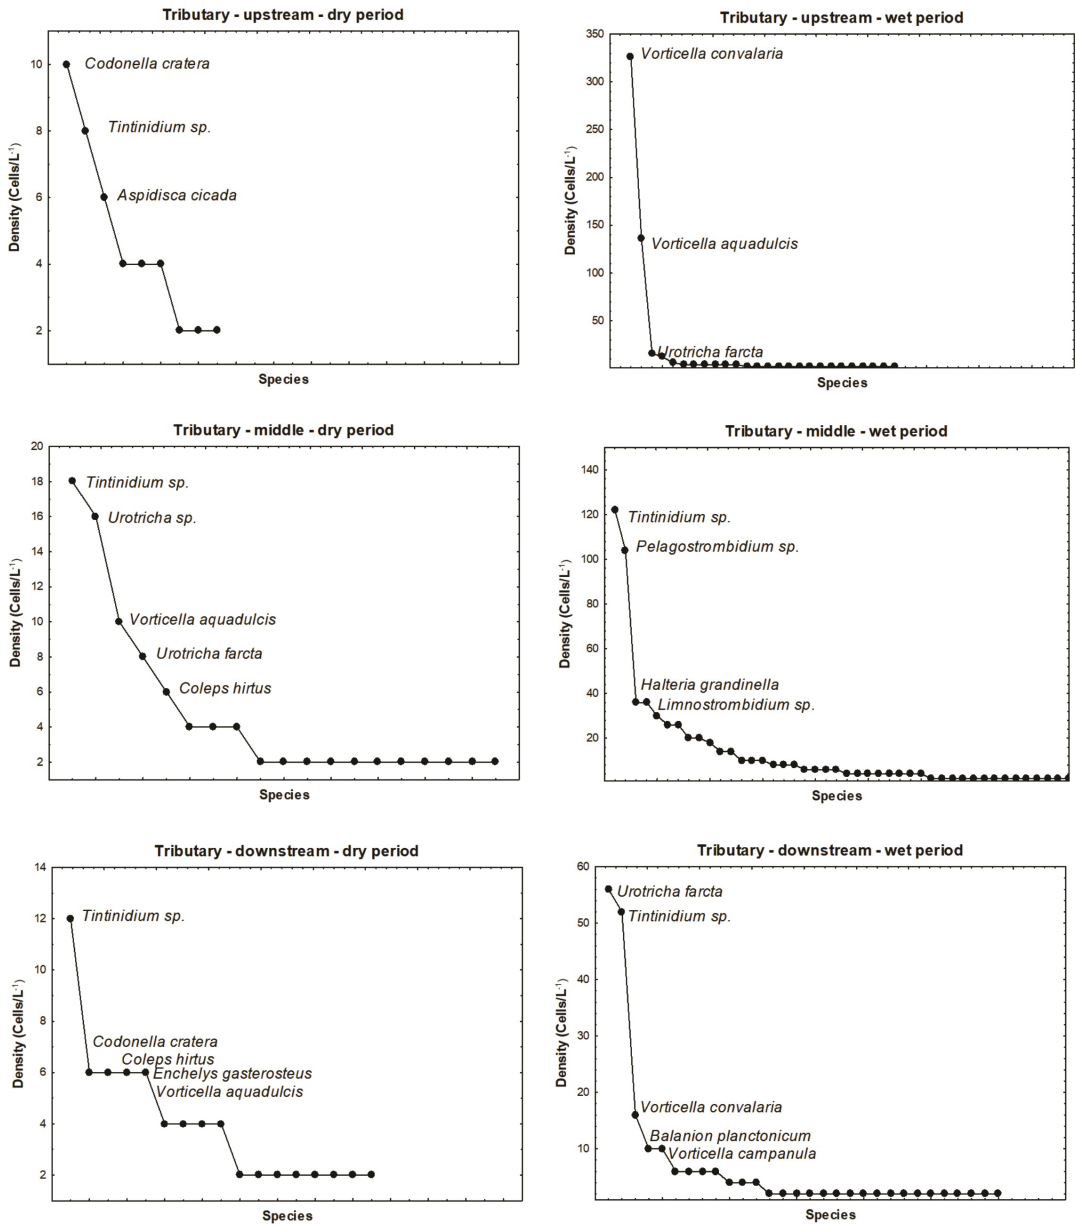 Tributary - upstream - dry period
10
8
6
4
2
Density (Cells/L-1)
Codonella cratera
Tintinidium sp.
Aspidisca cicada
Species
Tributary - upstream - wet period
350
300
250
200
150
100
50
Density (Cells/L-1)
Vorticella convalaria
Vorticella aquadulcis
Urotricha farcta
Species
Tributary - middle - dry period
20
18
16
14
12
10
8
6
4
2
Density (Cells/L-1)
Tintinidium sp.
Urotricha sp.
Vorticella aquadulcis
Urotricha farcta
Coleps hirtus
Species
Tributary - middle - wet period
140
120
100
80
60
40
20
Density (Cells/L-1)
Tintinidium sp.
Pelagostrombidium sp.
Halteria grandinella
Limnostrombidium sp.
Species
Tributary - downstream - dry period
14
12
10
8
6
4
2
Density (Cells/L-1)
Tintinidium sp.
Codonella cratera
Coleps hirtus
Enchelys gasterosteus
Vorticella aquadulcis
Species
Tributary - downstream - wet period
60
50
40
30
20
10
Density (Cells/L-1)
Urotricha farcta
Tintinidium sp.
Vorticella convalaria
Balanion planctonicum
Vorticella campanula
Species